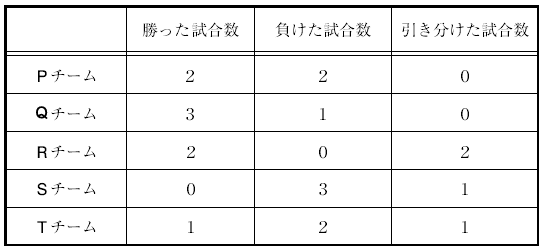 勝った試合数 負けた試合数 引き分けた試合数
Pチーム 2 2 0
Qチーム 3 1 0
Rチーム 2 0 2
Sチーム 0 3 1
Tチーム 1 2 1